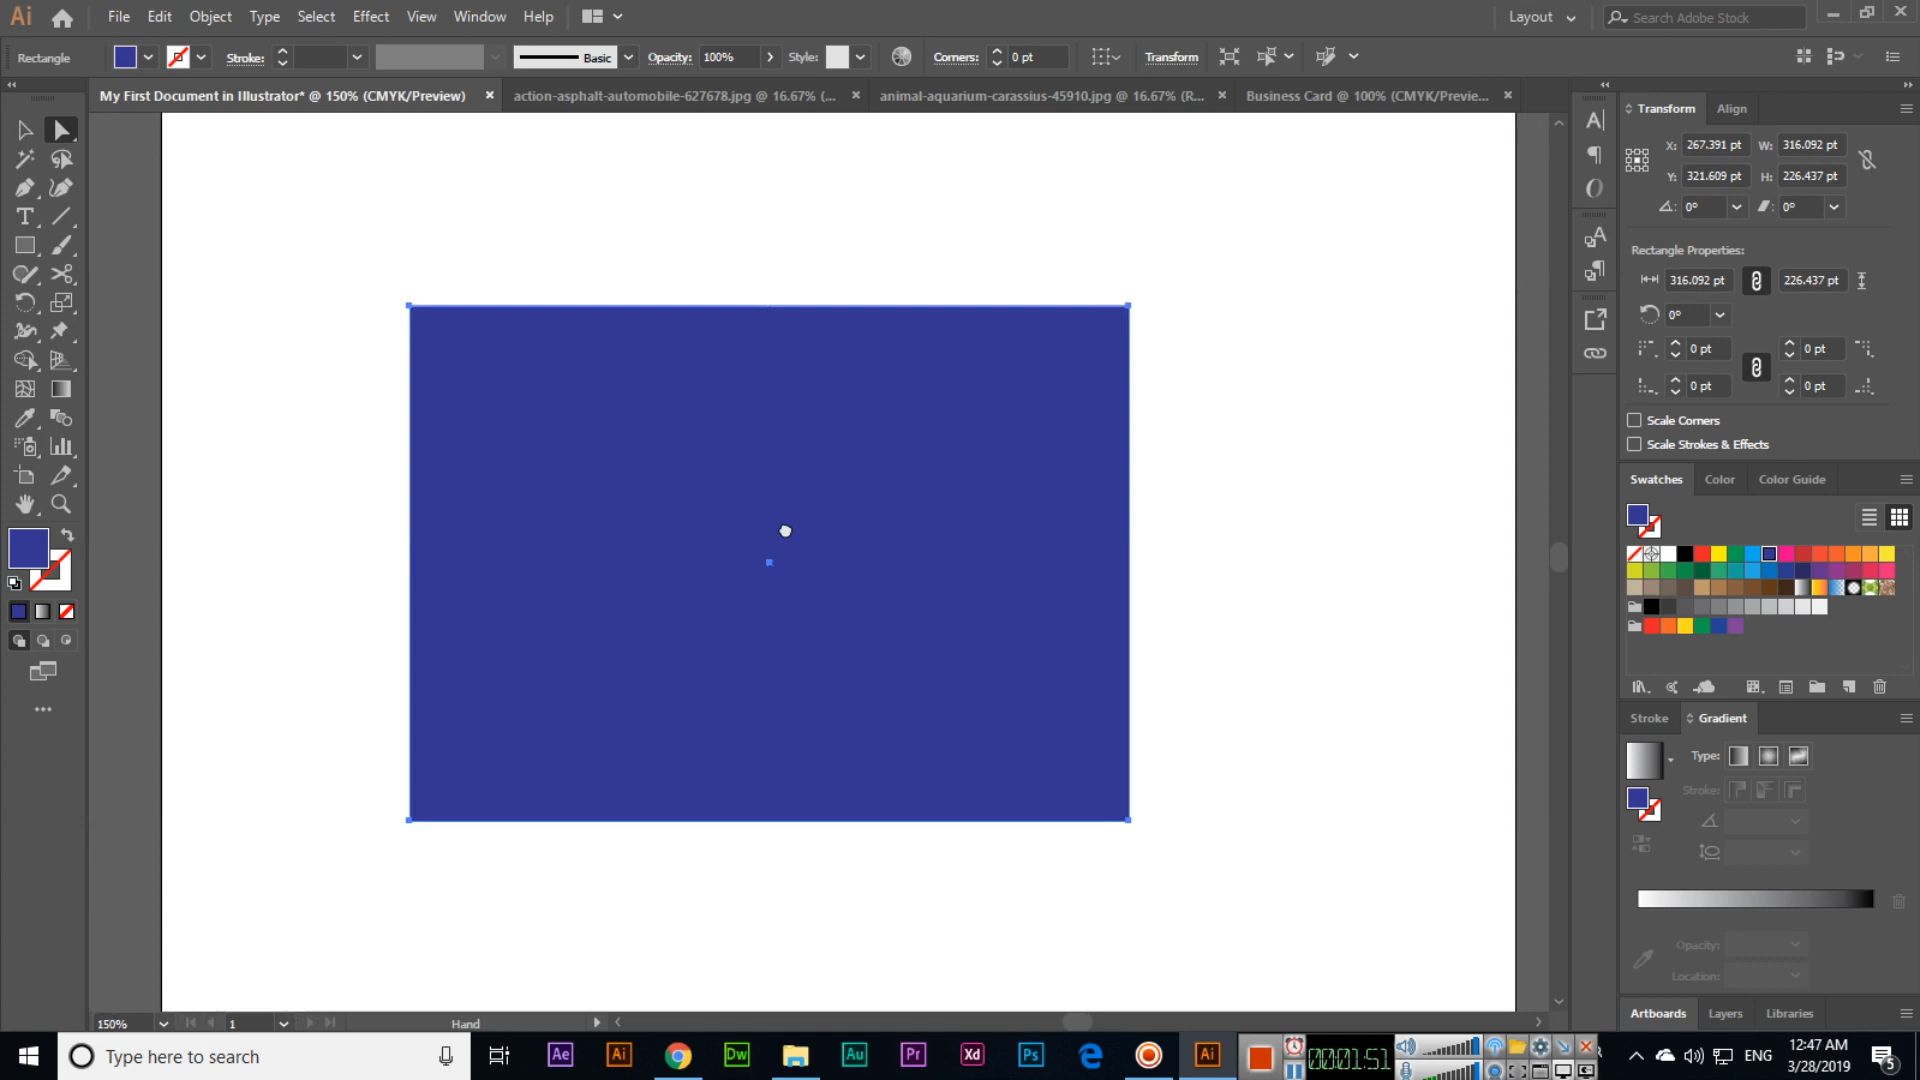 Ai File Edit Object Type Select Effect View Window Help Layout Search Adobe Stock
Rectangle Stroke: Basic Opacity: 100% Style: Corners: 0 pt Transform
My First Document in Illustrator* @ 150% (CMYK/Preview) action-asphalt-automobile-627678.jpg @ 16.67% (... animal-aquarium-carassius-45910.jpg @ 16.67% (R... Business Card @ 100% (CMYK/Previe...
Transform Align
X: 267.391 pt W: 316.092 pt
Y: 321.609 pt H: 226.437 pt
0° 0°
Rectangle Properties:
316.092 pt 226.437 pt
0°
0 pt 0 pt
0 pt 0 pt
Scale Corners
Scale Strokes & Effects
Swatches Color Color Guide
Stroke Gradient
Type:
Stroke:
Opacity:
Location:
Artboards Layers Libraries
150% 1 Hand
Type here to search Ae Ai Dw Au Pr Xd Ps Ai 00:01:51 ENG 12:47 AM
3/28/2019 5